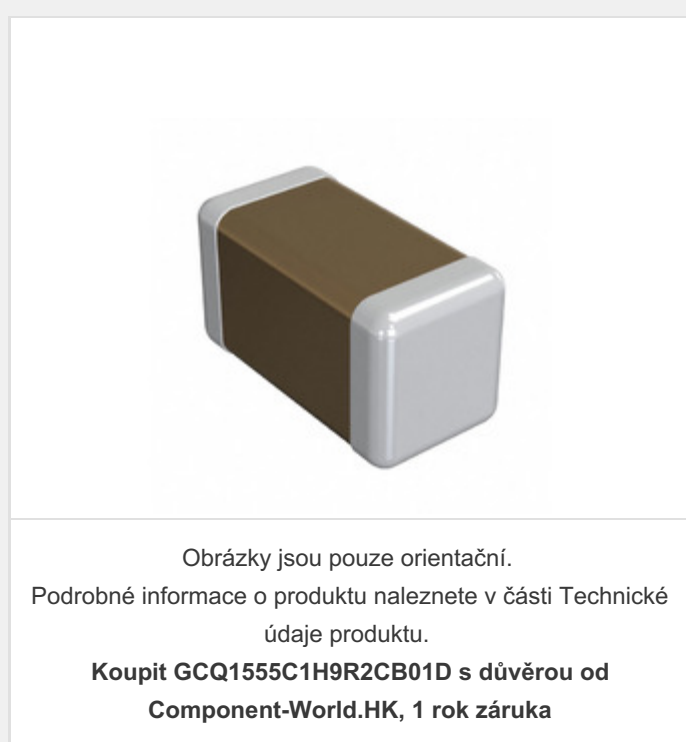 Obrázky jsou pouze orientační.
Podrobné informace o produktu naleznete v části Technické
údaje produktu.
Koupit GCQ1555C1H9R2CB01D s důvěrou od
Component-World.HK, 1 rok záruka